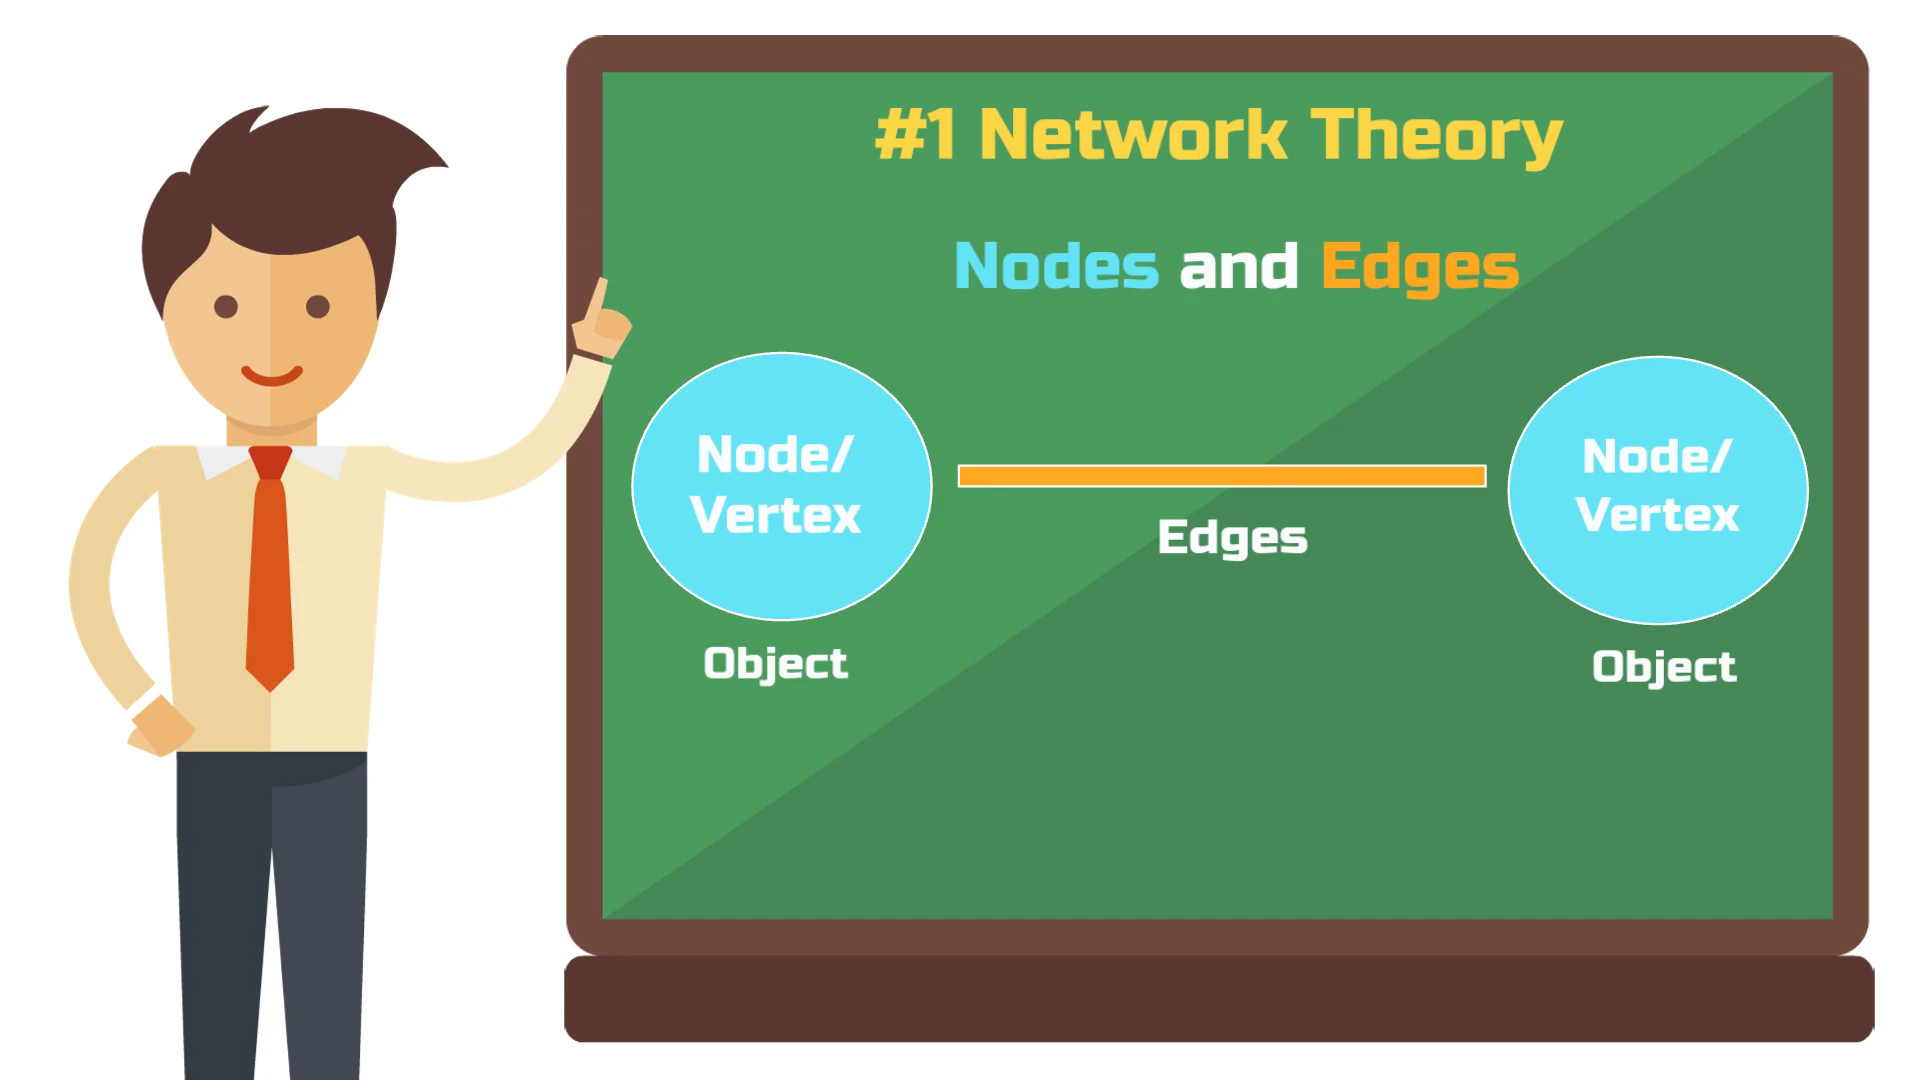 #1 Network Theory
Nodes and Edges
Node/
Vertex
Object
Edges
Node/
Vertex
Object